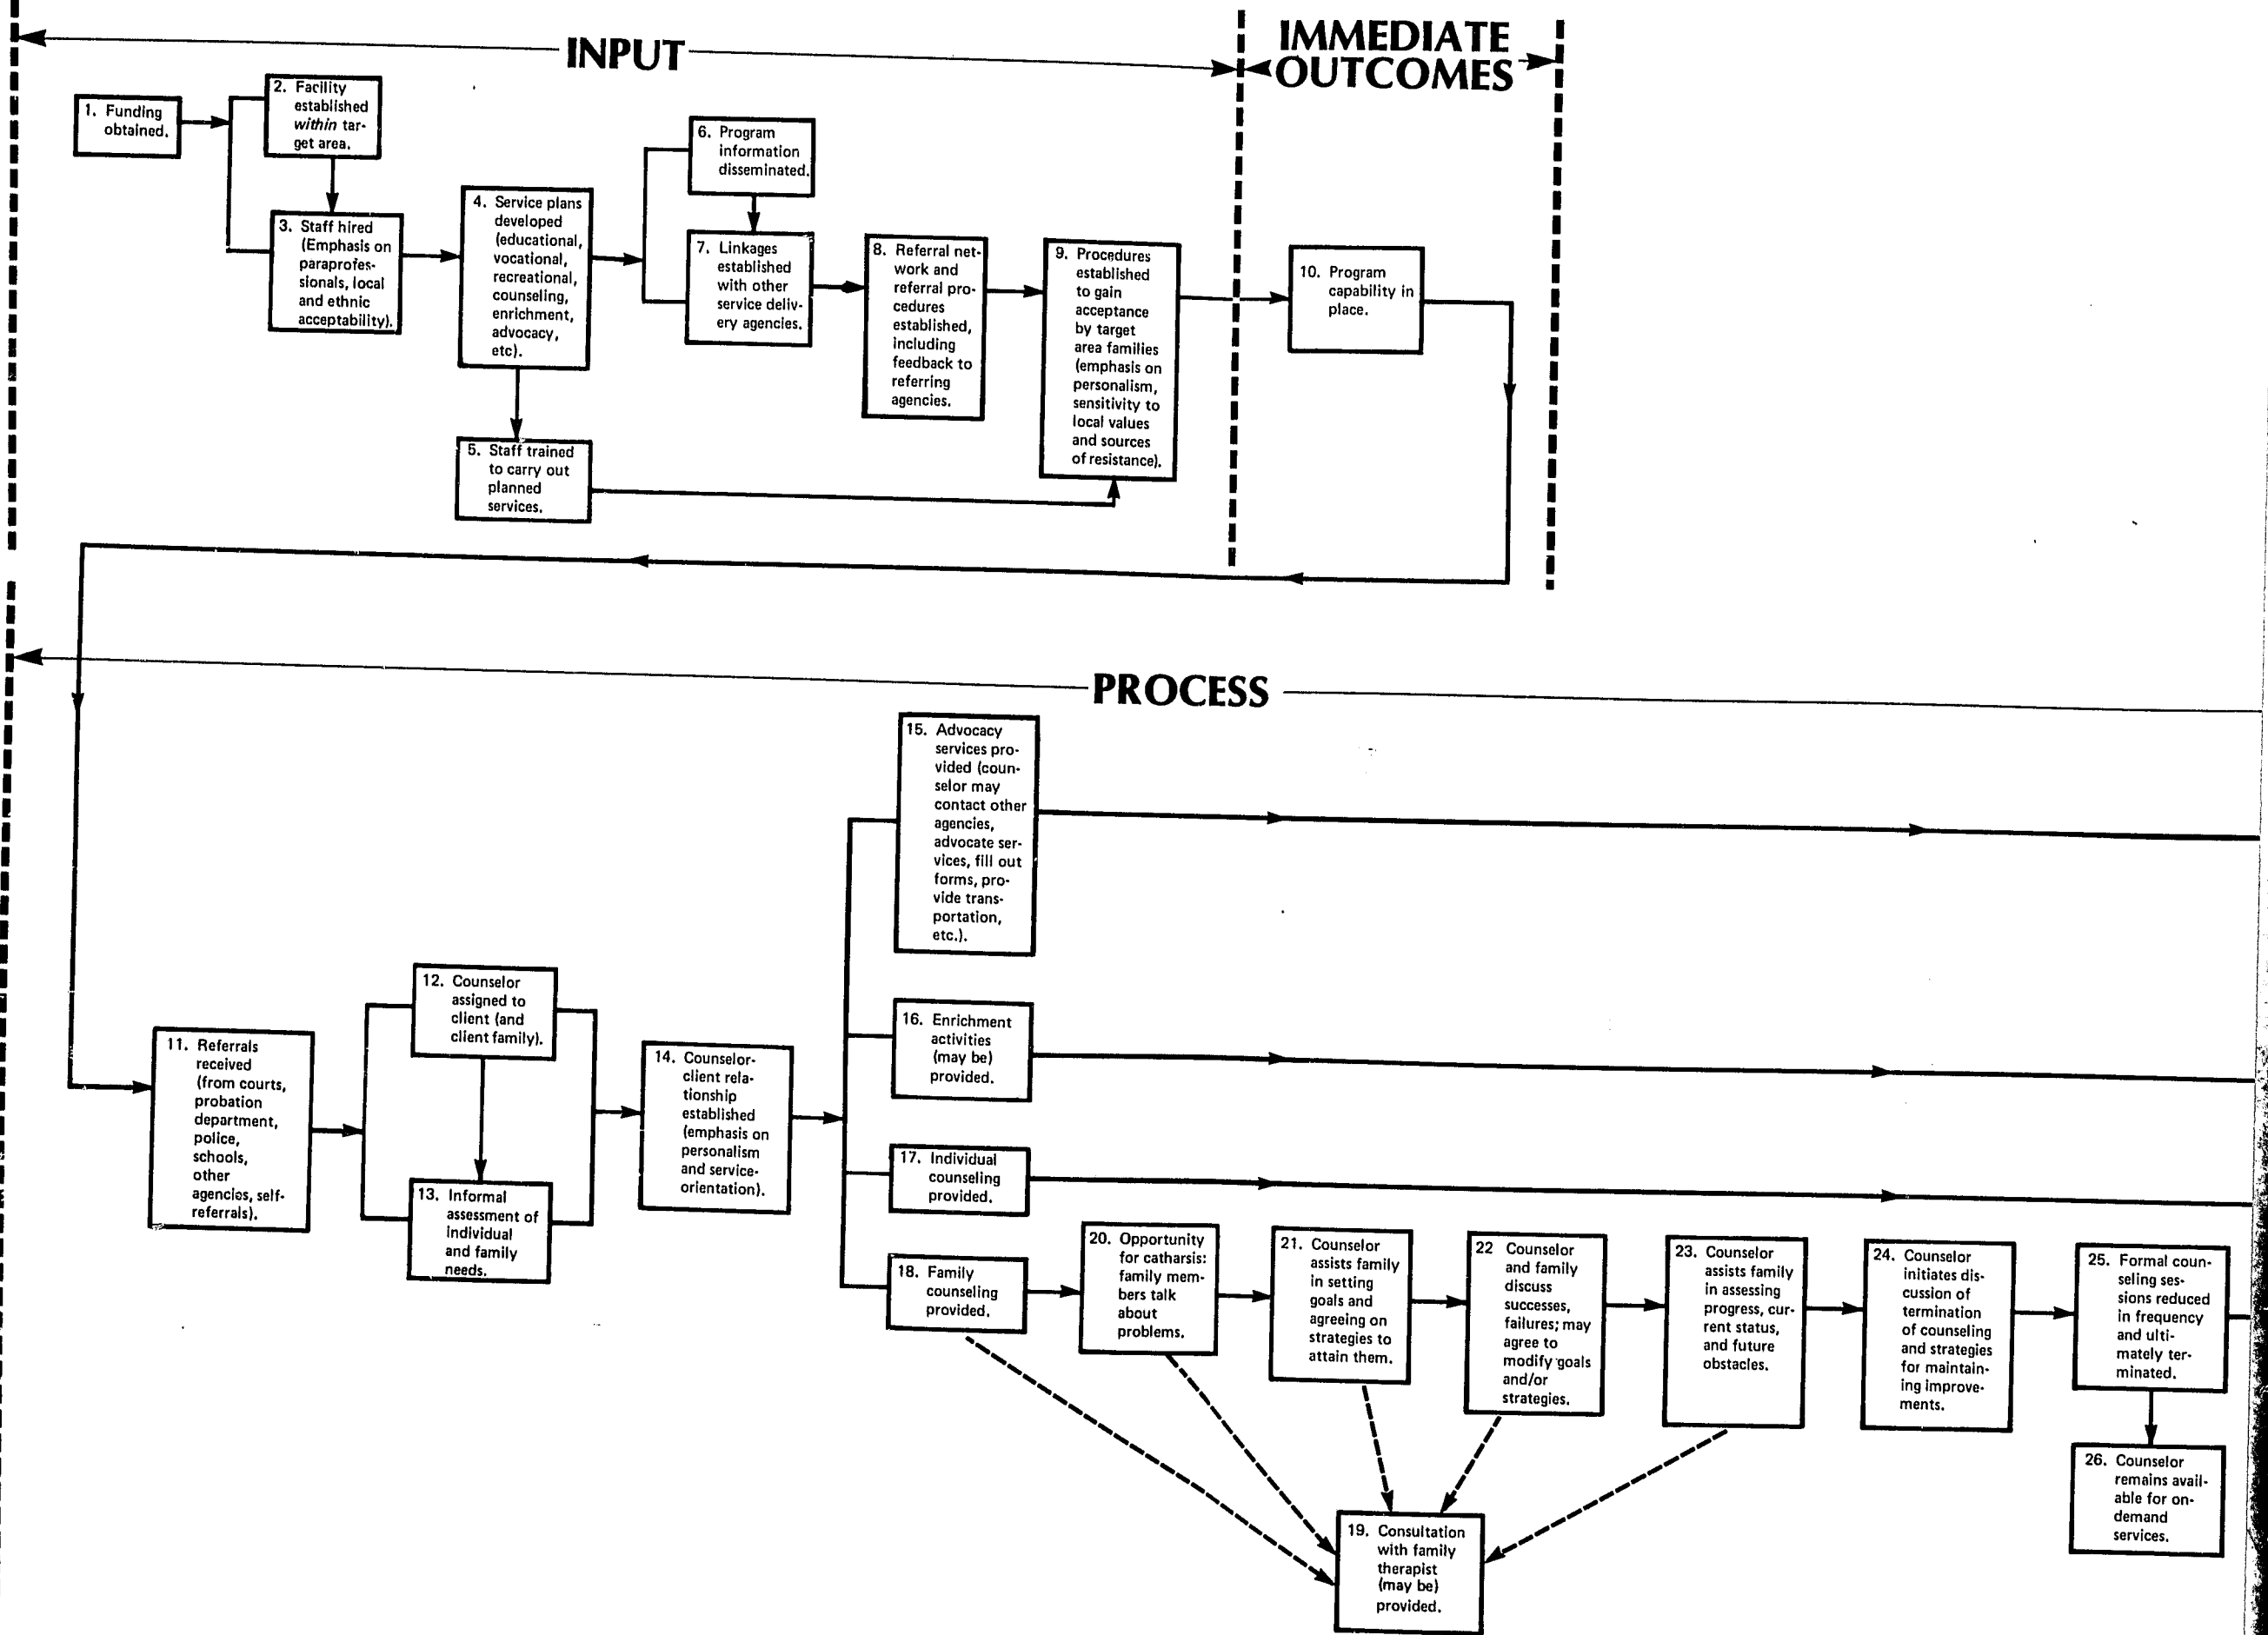 INPUT
IMMEDIATE
OUTCOMES
1. Funding
obtained.
2. Facility
established
within tar-
get area.
3. Staff hired
(Emphasis on
paraprofes-
sionals, local
and ethnic
acceptability).
4. Service plans
developed
(educational,
vocational,
recreational,
counseling,
enrichment,
advocacy,
etc).
5. Staff trained
to carry out
planned
services.
6. Program
information
disseminated.
7. Linkages
established
with other
service deliv-
ery agencies.
8. Referral net-
work and
referral pro-
cedures
established,
including
feedback to
referring
agencies.
9. Procedures
established
to gain
acceptance
by target
area families
(emphasis on
personalism,
sensitivity to
local values
and sources
of resistance).
10. Program
capability in
place.
PROCESS
11. Referrals
received
(from courts,
probation
department,
police,
schools,
other
agencies, self-
referrals).
12. Counselor
assigned to
client (and
client family).
13. Informal
assessment of
individual
and family
needs.
14. Counselor-
client rela-
tionship
established
(emphasis on
personalism
and service-
orientation).
15. Advocacy
services pro-
vided (coun-
selor may
contact other
agencies,
advocate ser-
vices, fill out
forms, pro-
vide trans-
portation,
etc.).
16. Enrichment
activities
(may be)
provided.
17. Individual
counseling
provided.
18. Family
counseling
provided.
20. Opportunity
for catharsis:
family mem-
bers talk
about
problems.
21. Counselor
assists family
in setting
goals and
agreeing on
strategies to
attain them.
22 Counselor
and family
discuss
successes,
failures; may
agree to
modify goals
and/or
strategies.
23. Counselor
assists family
in assessing
progress, cur-
rent status,
and future
obstacles.
24. Counselor
initiates dis-
cussion of
termination
of counseling
and strategies
for maintain-
ing improve-
ments.
25. Formal coun-
seling ses-
sions reduced
in frequency
and ulti-
mately ter-
minated.
26. Counselor
remains avail-
able for on-
demand
services.
19. Consultation
with family
therapist
(may be)
provided.